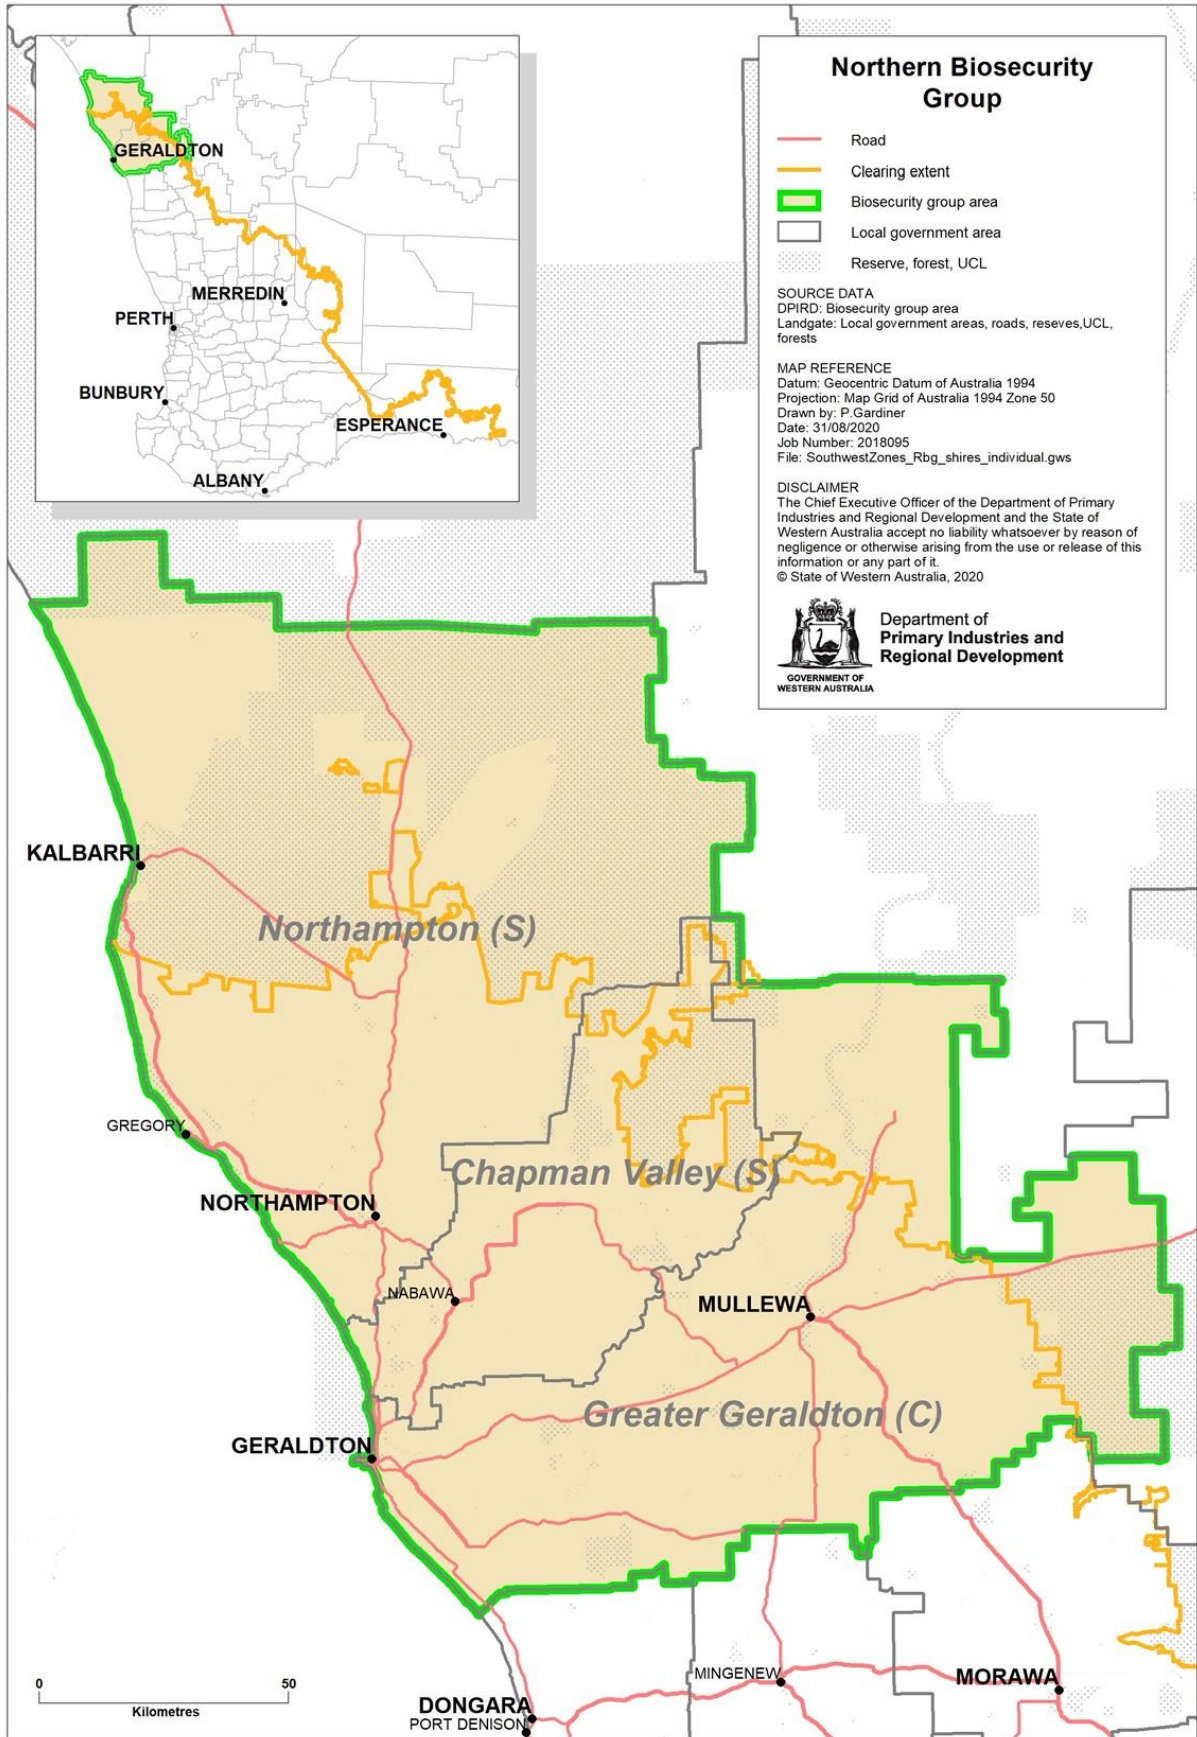 GERALDTON
MERREDIN
PERTH
BUNBURY
ESPERANCE
ALBANY
Northern Biosecurity
Group
Road
Clearing extent
Biosecurity group area
Local government area
Reserve, forest, UCL
SOURCE DATA
DPIRD: Biosecurity group area
Landgate: Local government areas, roads, reseves,UCL,
forests
MAP REFERENCE
Datum: Geocentric Datum of Australia 1994
Projection: Map Grid of Australia 1994 Zone 50
Drawn by: P.Gardiner
Date: 31/08/2020
Job Number: 2018095
File: SouthwestZones_Rbg_shires_individual.gws
DISCLAIMER
The Chief Executive Officer of the Department of Primary
Industries and Regional Development and the State of
Western Australia accept no liability whatsoever by reason of
negligence or otherwise arising from the use or release of this
information or any part of it.
© State of Western Australia, 2020
GOVERNMENT OF
WESTERN AUSTRALIA
Department of
Primary Industries and
Regional Development
KALBARRI
Northampton (S)
GREGORY
Chapman Valley (S)
NORTHAMPTON
NABAWA
MULLEWA
Greater Geraldton (C)
GERALDTON
MINGENEW
MORAWA
DONGARA
PORT DENISON
0 50
Kilometres